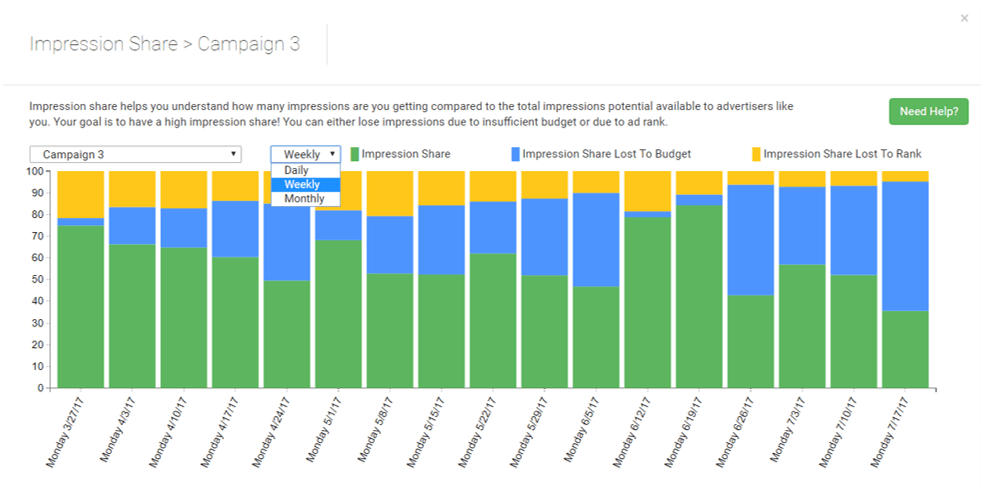 ×
Impression Share > Campaign 3
Impression share helps you understand how many impressions are you getting compared to the total impressions potential available to advertisers like
you. Your goal is to have a high impression share! You can either lose impressions due to insufficient budget or due to ad rank.
Need Help?
Campaign 3
Weekly
Impression Share
Impression Share Lost To Budget
Impression Share Lost To Rank
Daily
Weekly
Monthly
100
90
80
70
60
50
40
30
20
10
0
Monday 3/27/17
Monday 4/3/17
Monday 4/10/17
Monday 4/17/17
Monday 4/24/17
Monday 5/1/17
Monday 5/8/17
Monday 5/15/17
Monday 5/22/17
Monday 5/29/17
Monday 6/5/17
Monday 6/12/17
Monday 6/19/17
Monday 6/26/17
Monday 7/3/17
Monday 7/10/17
Monday 7/17/17